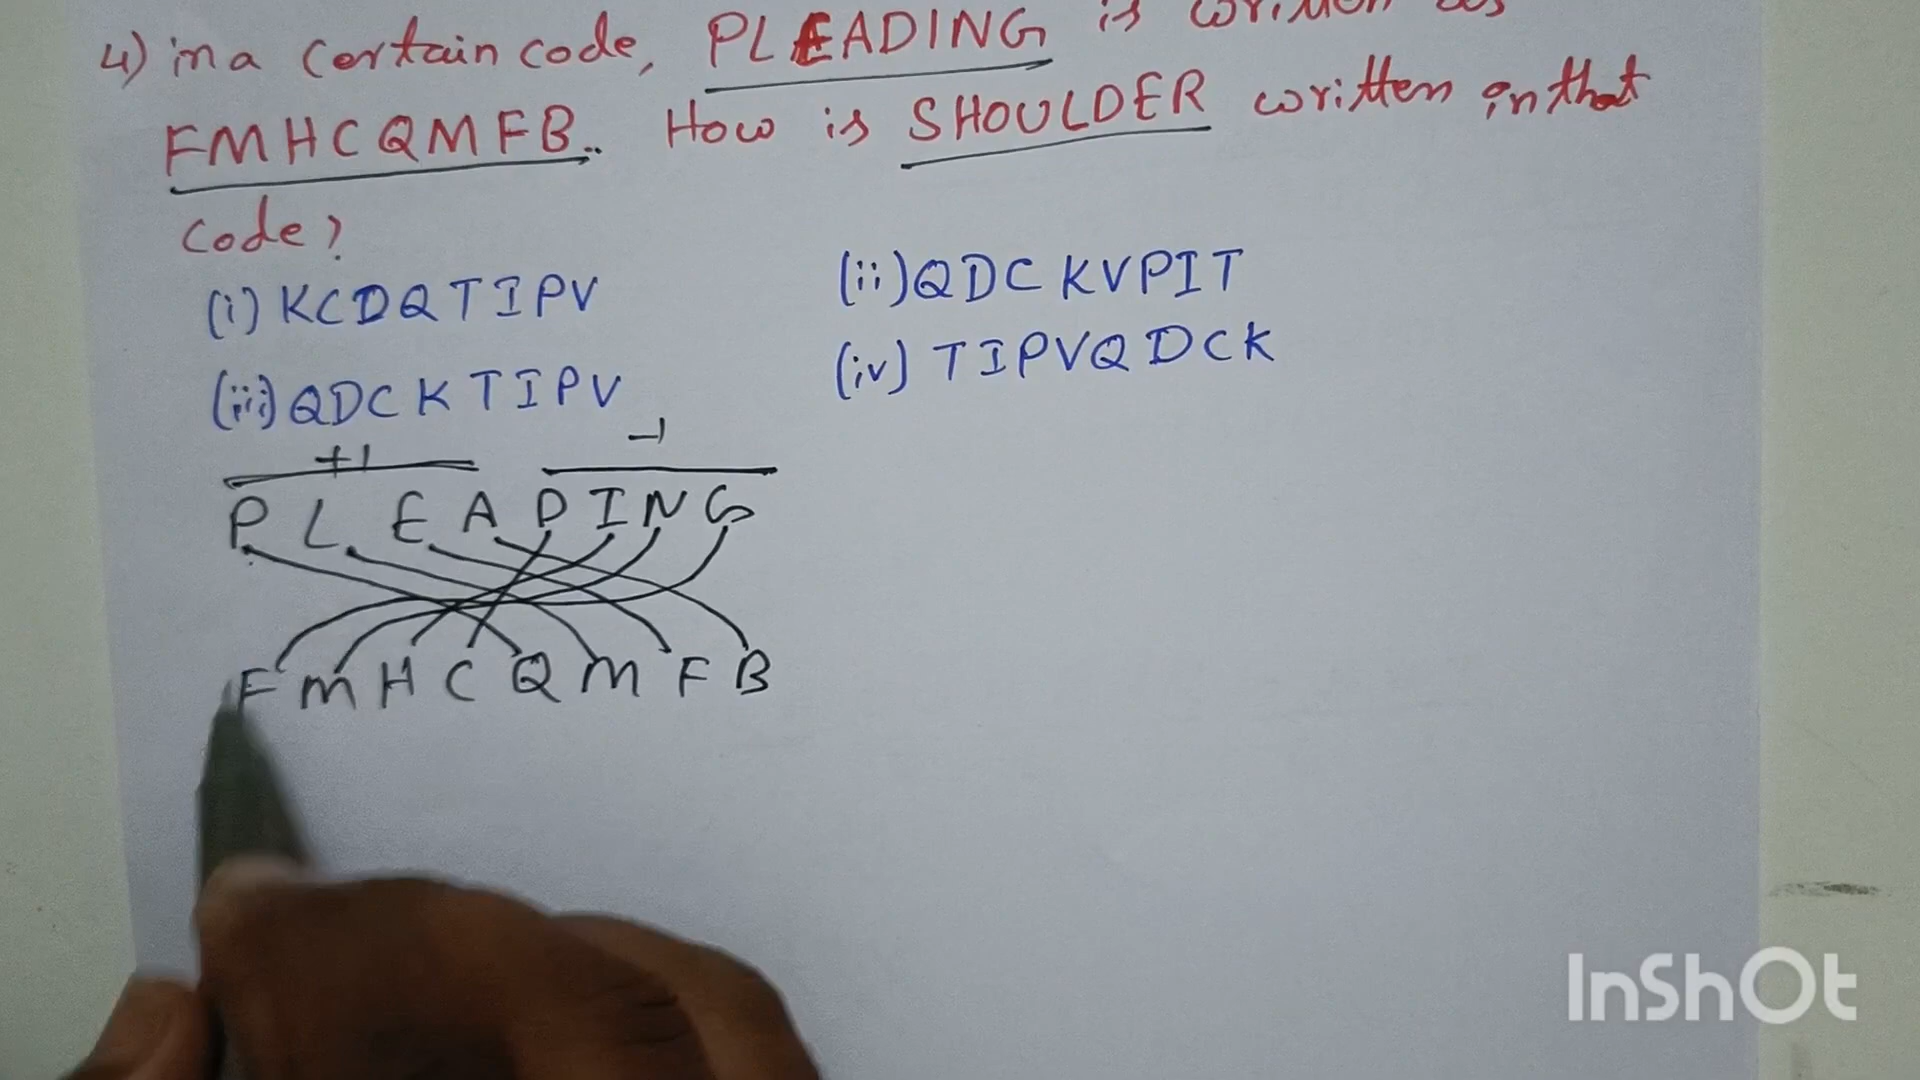 4) in a certain code, PLEADING is written as
FMHCQMFB.. How is SHOULDER written in that
code?
(i) KCDQTIPV
(ii) QDCKVPIT
(iii) QDCKTIPV
(iv) TIPVQDCK
+1 -1
PLEADING
FMHCQMFB
InShOt